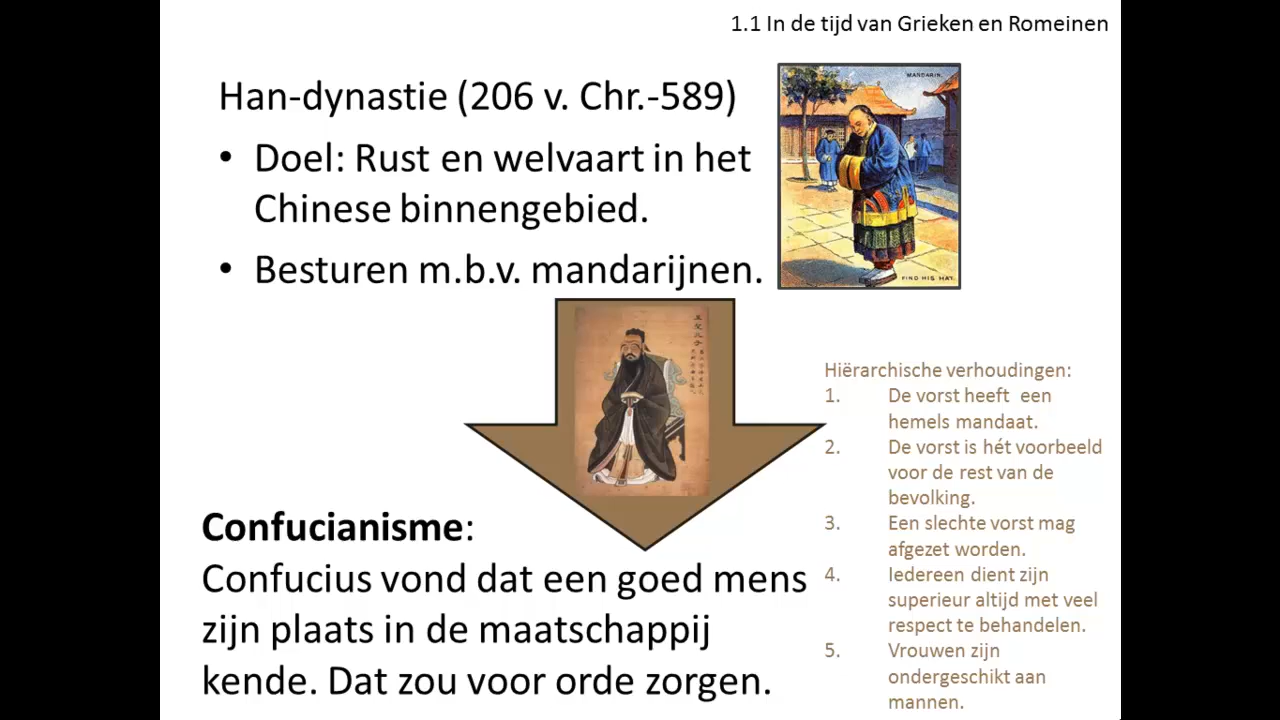 1.1 In de tijd van Grieken en Romeinen
Han-dynastie (206 v. Chr.-589)
• Doel: Rust en welvaart in het
Chinese binnengebied.
• Besturen m.b.v. mandarijnen.
MANDARIN.
FIND HIS HAT
Hiërarchische verhoudingen:
1. De vorst heeft een
hemels mandaat.
2. De vorst is hét voorbeeld
voor de rest van de
bevolking.
3. Een slechte vorst mag
afgezet worden.
4. Iedereen dient zijn
superieur altijd met veel
respect te behandelen.
5. Vrouwen zijn
ondergeschikt aan
mannen.
Confucianisme:
Confucius vond dat een goed mens
zijn plaats in de maatschappij
kende. Dat zou voor orde zorgen.